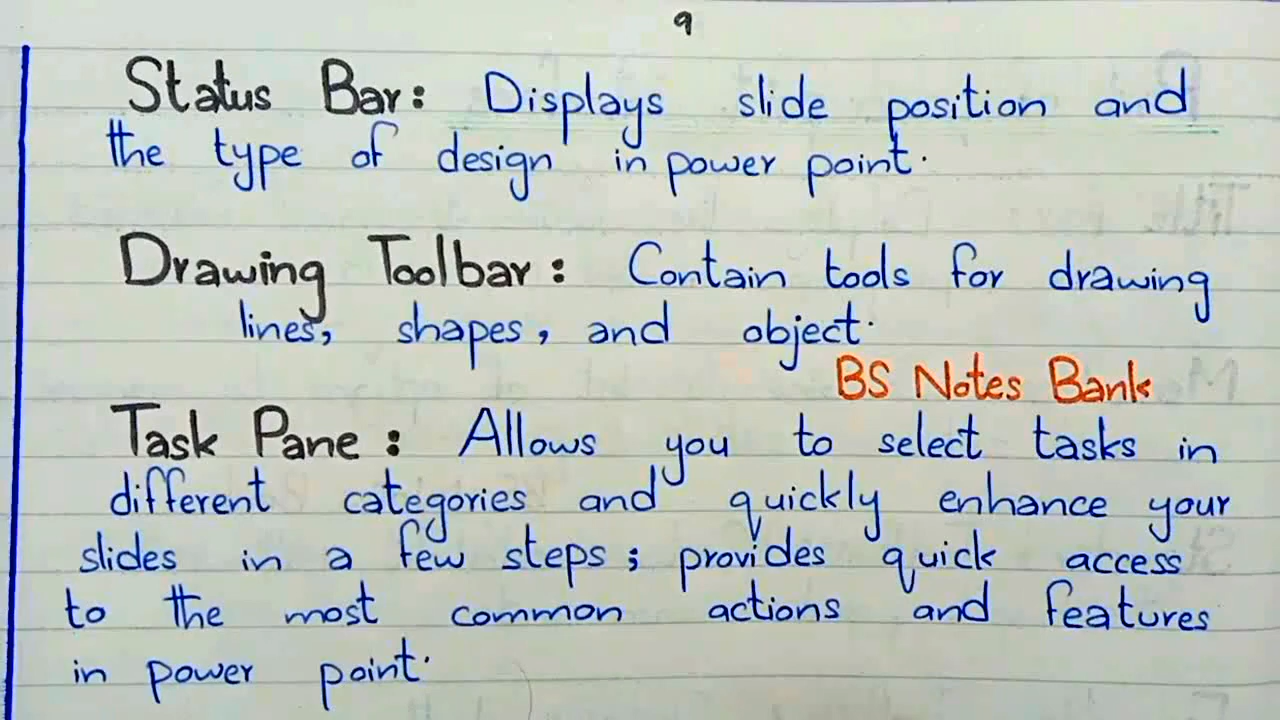 9
Status Bar: Displays slide position and
the type of design in power point.
Drawing Toolbar: Contain tools for drawing
lines, shapes, and object.
BS Notes Bank
Task Pane: Allows you to select tasks in
different categories and quickly enhance your
slides in a few steps; provides quick access
to the most common actions and features
in power point.